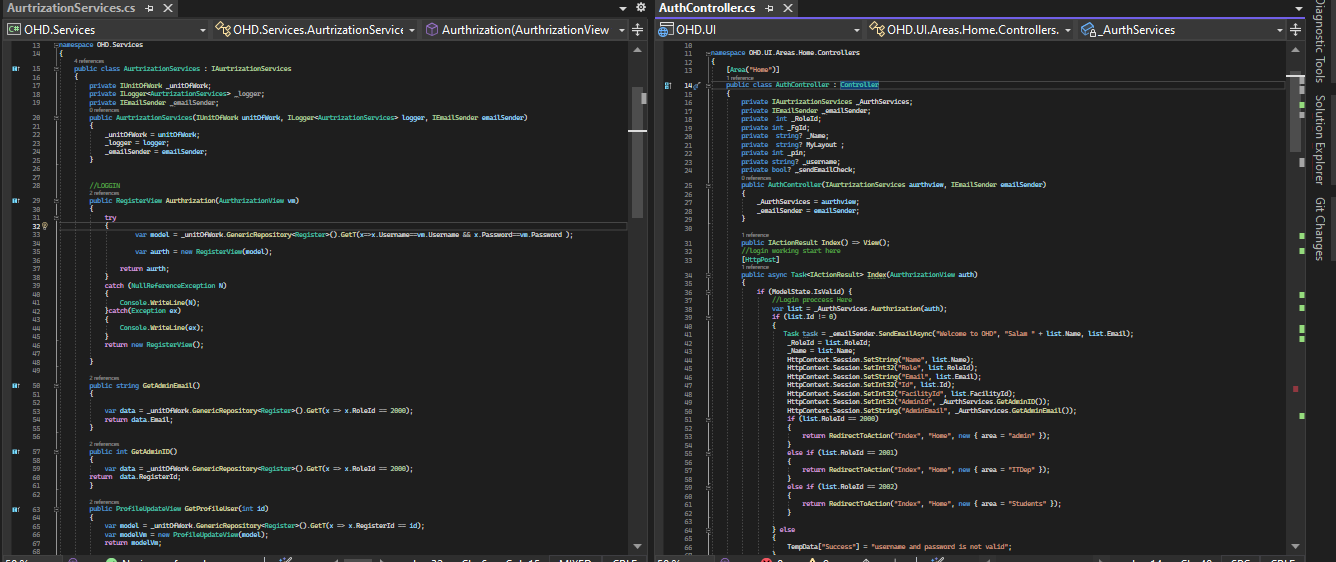 AurtrizationServices.cs
OHD.Services
OHD.Services.AurtrizationService
Aurthrization(AurthrizationView
13 namespace OHD.Services
14 {
4 references
15 public class AurtrizationServices : IAurtrizationServices
16 {
17 private IUnitOfWork _unitOfWork;
18 private ILogger<AurtrizationServices> _logger;
19 private IEmailSender _emailSender;
0 references
20 public AurtrizationServices(IUnitOfWork unitOfWork, ILogger<AurtrizationServices> logger, IEmailSender emailSender)
21 {
22 _unitOfWork = unitOfWork;
23 _logger = logger;
24 _emailSender = emailSender;
25 }
26
27
28 //LOGGIN
2 references
29 public RegisterView Aurthrization(AurthrizationView vm)
30 {
31 try
32 {
33 var model = _unitOfWork.GenericRepository<Register>().GetT(x=>x.Username==vm.Username && x.Password==vm.Password );
34
35 var aurth = new RegisterView(model);
36
37 return aurth;
38 }
39 catch (NullReferenceException N)
40 {
41 Console.WriteLine(N);
42 }catch(Exception ex)
43 {
44 Console.WriteLine(ex);
45 }
46 return new RegisterView();
47
48 }
49
2 references
50 public string GetAdminEmail()
51 {
52
53 var data = _unitOfWork.GenericRepository<Register>().GetT(x => x.RoleId == 2000);
54 return data.Email;
55 }
56
2 references
57 public int GetAdminID()
58 {
59 var data = _unitOfWork.GenericRepository<Register>().GetT(x => x.RoleId == 2000);
60 return data.RegisterId;
61 }
62
2 references
63 public ProfileUpdateView GetProfileUser(int id)
64 {
65 var model = _unitOfWork.GenericRepository<Register>().GetT(x => x.RegisterId == id);
66 var modelVm = new ProfileUpdateView(model);
67 return modelVm;
68
AuthController.cs
OHD.UI
OHD.UI.Areas.Home.Controllers.
_AurthServices
10
11 namespace OHD.UI.Areas.Home.Controllers
12 {
13 [Area("Home")]
1 reference
14 public class AuthController : Controller
15 {
16 private IAurtrizationServices _AurthServices;
17 private IEmailSender _emailSender;
18 private int _RoleId;
19 private int _FgId;
20 private string? _Name;
21 private string? MyLayout ;
22 private int _pin;
23 private string? _username;
24 private bool? _sendEmailCheck;
0 references
25 public AuthController(IAurtrizationServices aurthview, IEmailSender emailSender)
26 {
27 _AurthServices = aurthview;
28 _emailSender = emailSender;
29 }
30
1 reference
31 public IActionResult Index() => View();
32 //login working start here
33 [HttpPost]
1 reference
34 public async Task<IActionResult> Index(AurthrizationView auth)
35 {
36 if (ModelState.IsValid) {
37 //Login proccess Here
38 var list = _AurthServices.Aurthrization(auth);
39 if (list.Id != 0)
40 {
41 Task task = _emailSender.SendEmailAsync("Welcome to OHD", "Salam " + list.Name, list.Email);
42 _RoleId = list.RoleId;
43 _Name = list.Name;
44 HttpContext.Session.SetString("Name", list.Name);
45 HttpContext.Session.SetInt32("Role", list.RoleId);
46 HttpContext.Session.SetString("Email", list.Email);
47 HttpContext.Session.SetInt32("Id", list.Id);
48 HttpContext.Session.SetInt32("FacilityId", list.FacilityId);
49 HttpContext.Session.SetInt32("AdminId", _AurthServices.GetAdminID());
50 HttpContext.Session.SetString("AdminEmail", _AurthServices.GetAdminEmail());
51 if (list.RoleId == 2000)
52 {
53 return RedirectToAction("Index", "Home", new { area = "admin" });
54 }
55 else if (list.RoleId == 2001)
56 {
57 return RedirectToAction("Index", "Home", new { area = "ITDep" });
58 }
59 else if (list.RoleId == 2002)
60 {
61 return RedirectToAction("Index", "Home", new { area = "Students" });
62 }
63
64 } else
65 {
66 TempData["Success"] = "username and password is not valid";
Diagnostic Tools
Solution Explorer
Git Changes